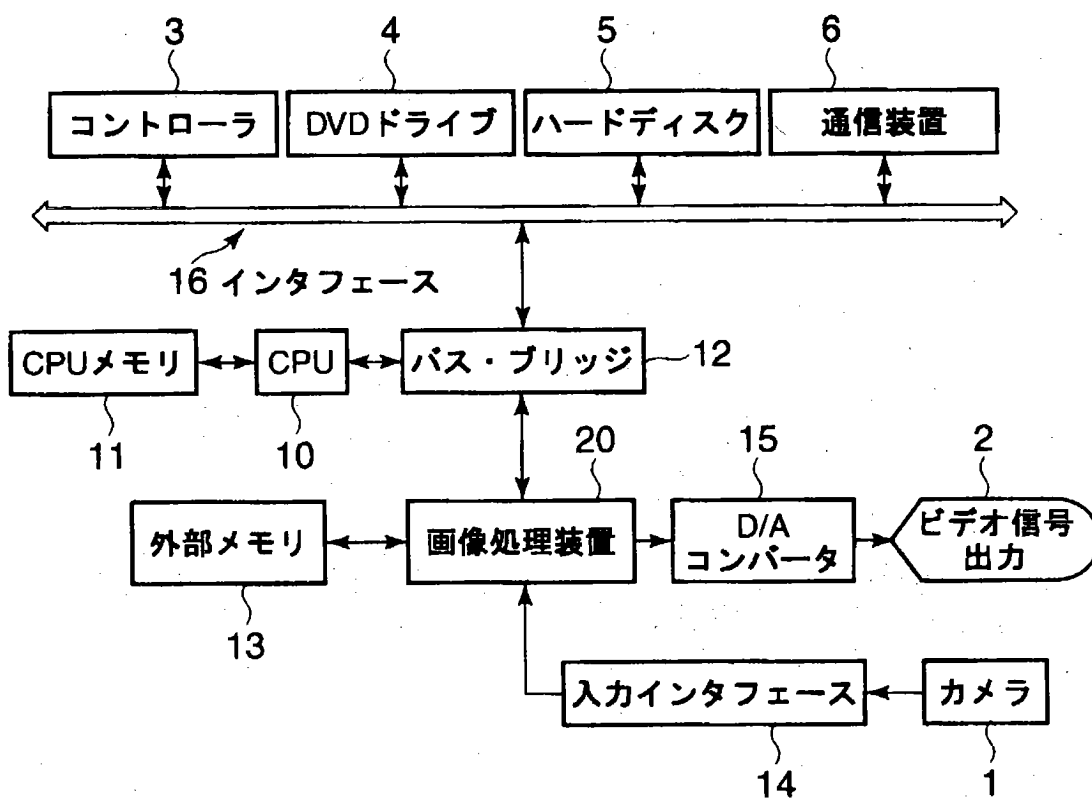 3
4
5
6
コントローラ
DVDドライブ
ハードディスク
通信装置
16 インタフェース
CPUメモリ
CPU
バス・ブリッジ
12
11
10
20
15
2
外部メモリ
画像処理装置
D/A
コンバータ
ビデオ信号
出力
13
入力インタフェース
カメラ
14
1